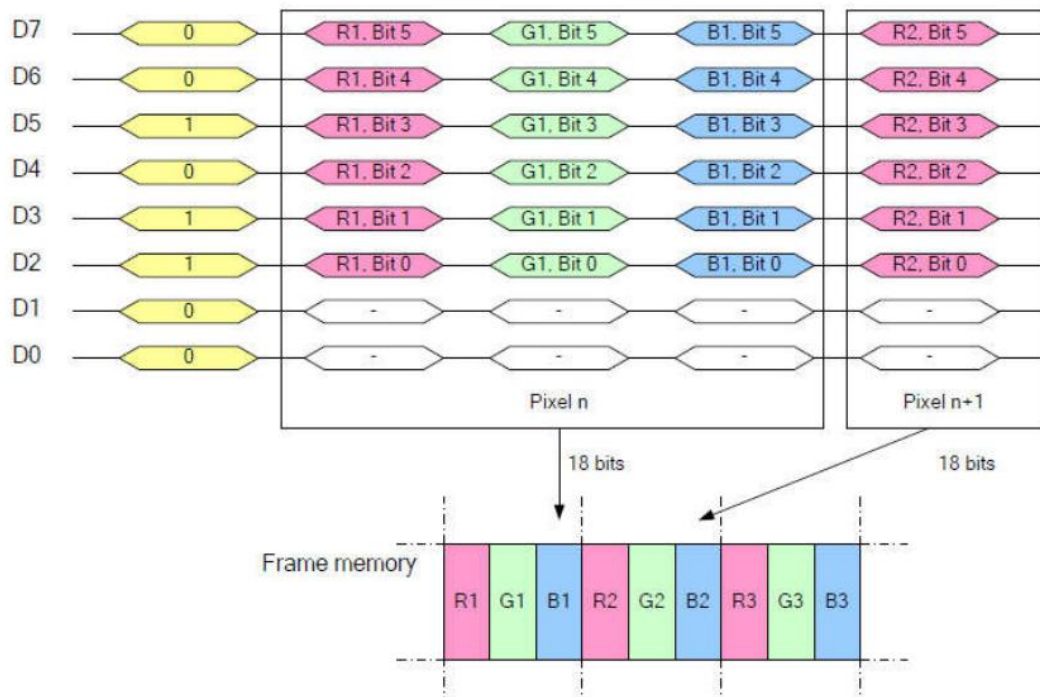 D7 0 R1, Bit 5 G1, Bit 5 B1, Bit 5 R2, Bit 5
D6 0 R1, Bit 4 G1, Bit 4 B1, Bit 4 R2, Bit 4
D5 1 R1, Bit 3 G1, Bit 3 B1, Bit 3 R2, Bit 3
D4 0 R1, Bit 2 G1, Bit 2 B1, Bit 2 R2, Bit 2
D3 1 R1, Bit 1 G1, Bit 1 B1, Bit 1 R2, Bit 1
D2 1 R1, Bit 0 G1, Bit 0 B1, Bit 0 R2, Bit 0
D1 0 - - - -
D0 0 - - - -
Pixel n Pixel n+1
18 bits 18 bits
Frame memory
R1 G1 B1 R2 G2 B2 R3 G3 B3